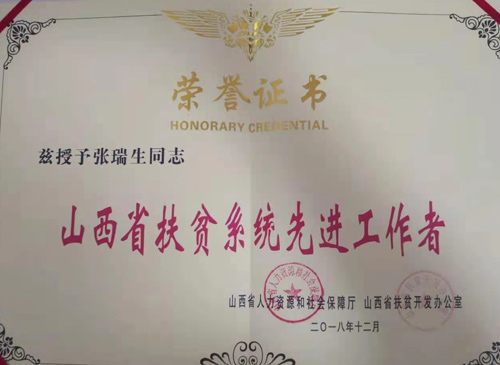 荣誉证书
HONORARY CREDENTIAL
兹授予张瑞生同志
山西省扶贫系统先进工作者
山西省人力资源和社会保障厅 山西省扶贫开发办公室
二〇一八年十二月